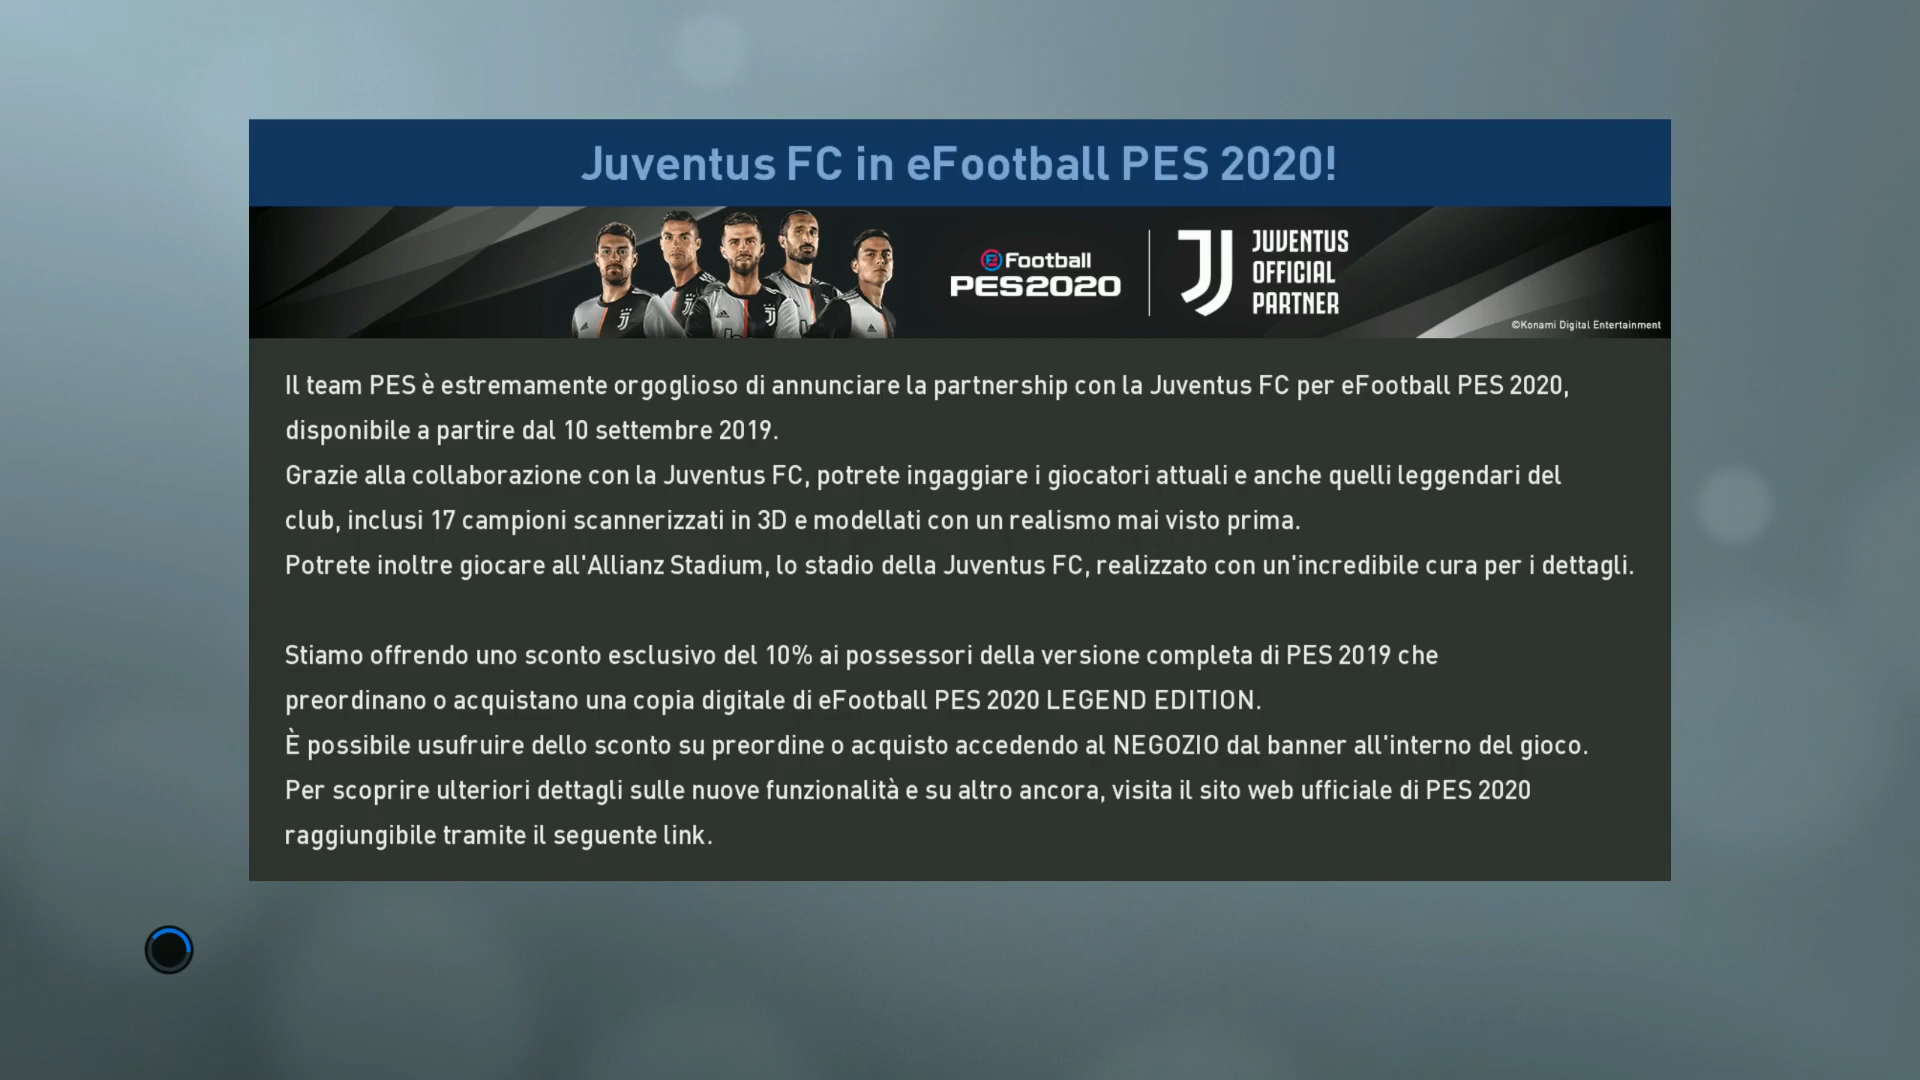 Juventus FC in eFootball PES 2020!
Football
PES2020
JUVENTUS
OFFICIAL
PARTNER
©Konami Digital Entertainment
Il team PES è estremamente orgoglioso di annunciare la partnership con la Juventus FC per eFootball PES 2020,
disponibile a partire dal 10 settembre 2019.
Grazie alla collaborazione con la Juventus FC, potrete ingaggiare i giocatori attuali e anche quelli leggendari del
club, inclusi 17 campioni scannerizzati in 3D e modellati con un realismo mai visto prima.
Potrete inoltre giocare all'Allianz Stadium, lo stadio della Juventus FC, realizzato con un'incredibile cura per i dettagli.
Stiamo offrendo uno sconto esclusivo del 10% ai possessori della versione completa di PES 2019 che
preordinano o acquistano una copia digitale di eFootball PES 2020 LEGEND EDITION.
È possibile usufruire dello sconto su preordine o acquisto accedendo al NEGOZIO dal banner all'interno del gioco.
Per scoprire ulteriori dettagli sulle nuove funzionalità e su altro ancora, visita il sito web ufficiale di PES 2020
raggiungibile tramite il seguente link.